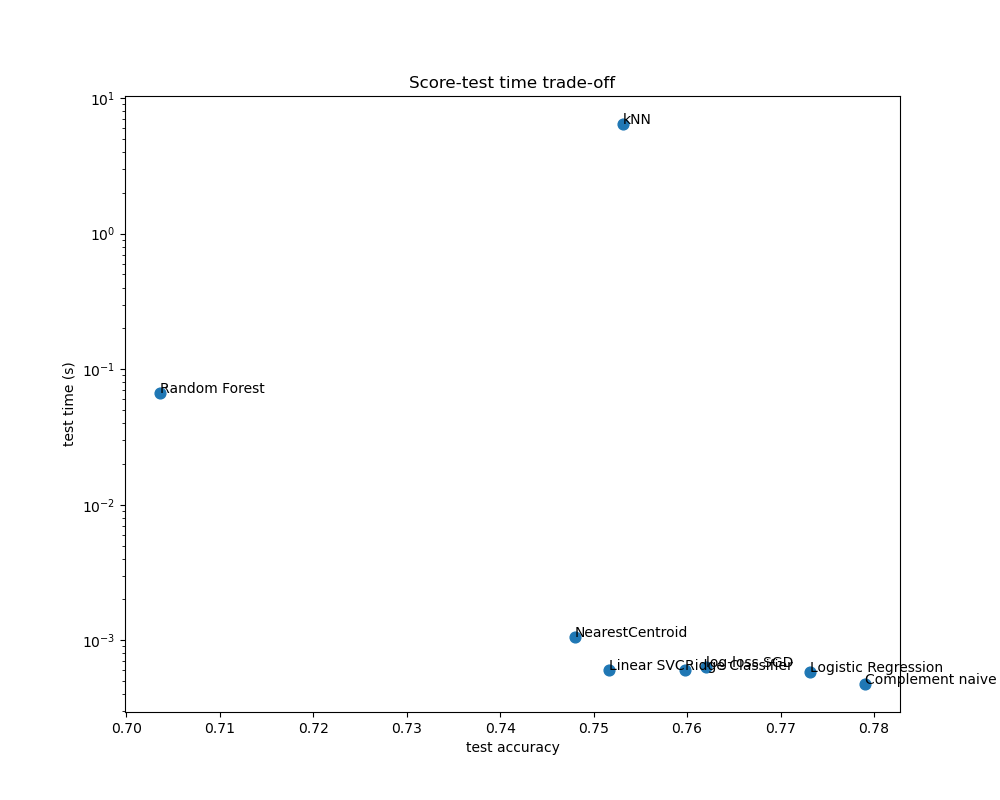 Score-test time trade-off
10¹
kNN
10⁰
test time (s)
10⁻¹
Random Forest
10⁻²
10⁻³
NearestCentroid
Linear SVC
Ridge Classifier
log-loss SGD
Logistic Regression
Complement naive
0.70 0.71 0.72 0.73 0.74 0.75 0.76 0.77 0.78
test accuracy